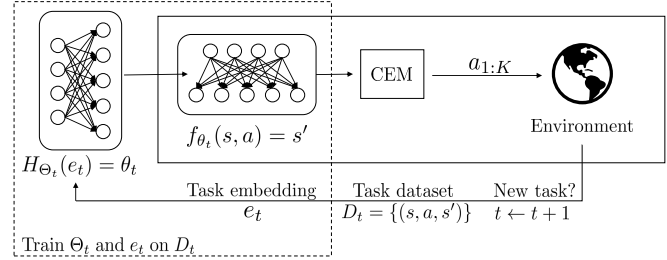 CEM
a_{1:K}
Environment
f_{θ_t}(s, a) = s′
H_{Θ_t}(e_t) = θ_t
Task embedding
e_t
Task dataset
D_t = {(s, a, s′)}
New task?
t ← t + 1
Train Θ_t and e_t on D_t